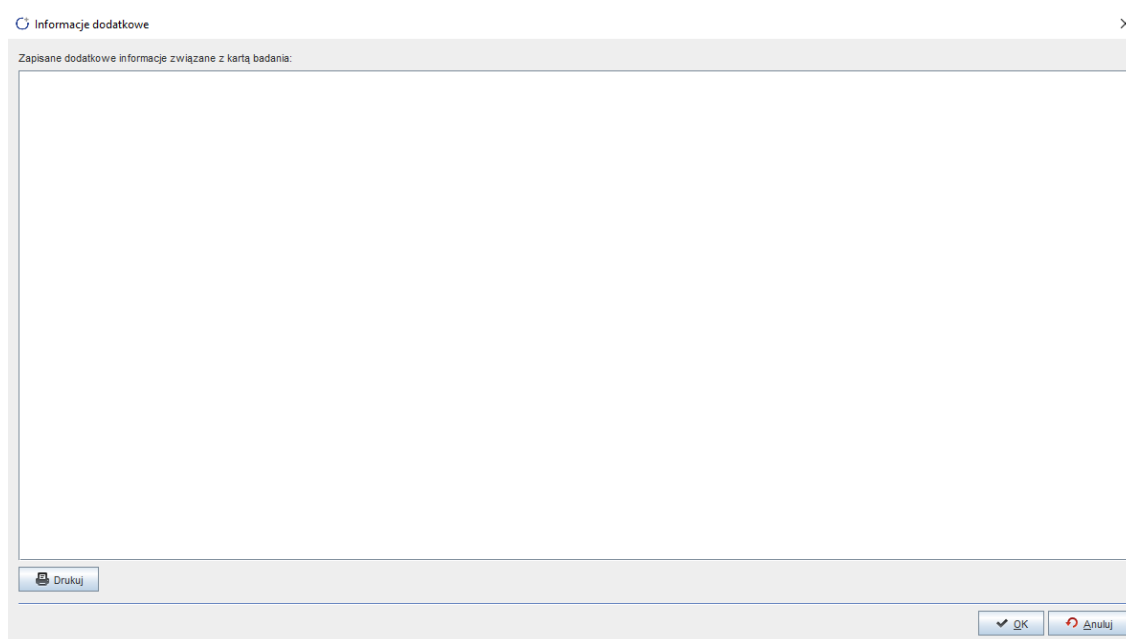 Informacje dodatkowe
Zapisane dodatkowe informacje związane z kartą badania:
Drukuj
OK Anuluj